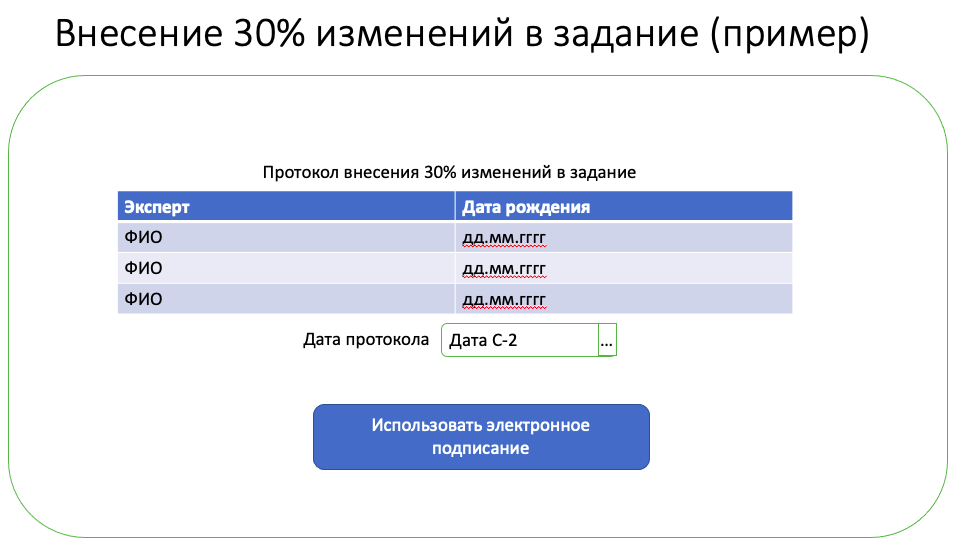 Внесение 30% изменений в задание (пример)
Протокол внесения 30% изменений в задание
Эксперт Дата рождения
ФИО дд.мм.гггг
ФИО дд.мм.гггг
ФИО дд.мм.гггг
Дата протокола Дата С-2 ...
Использовать электронное
подписание